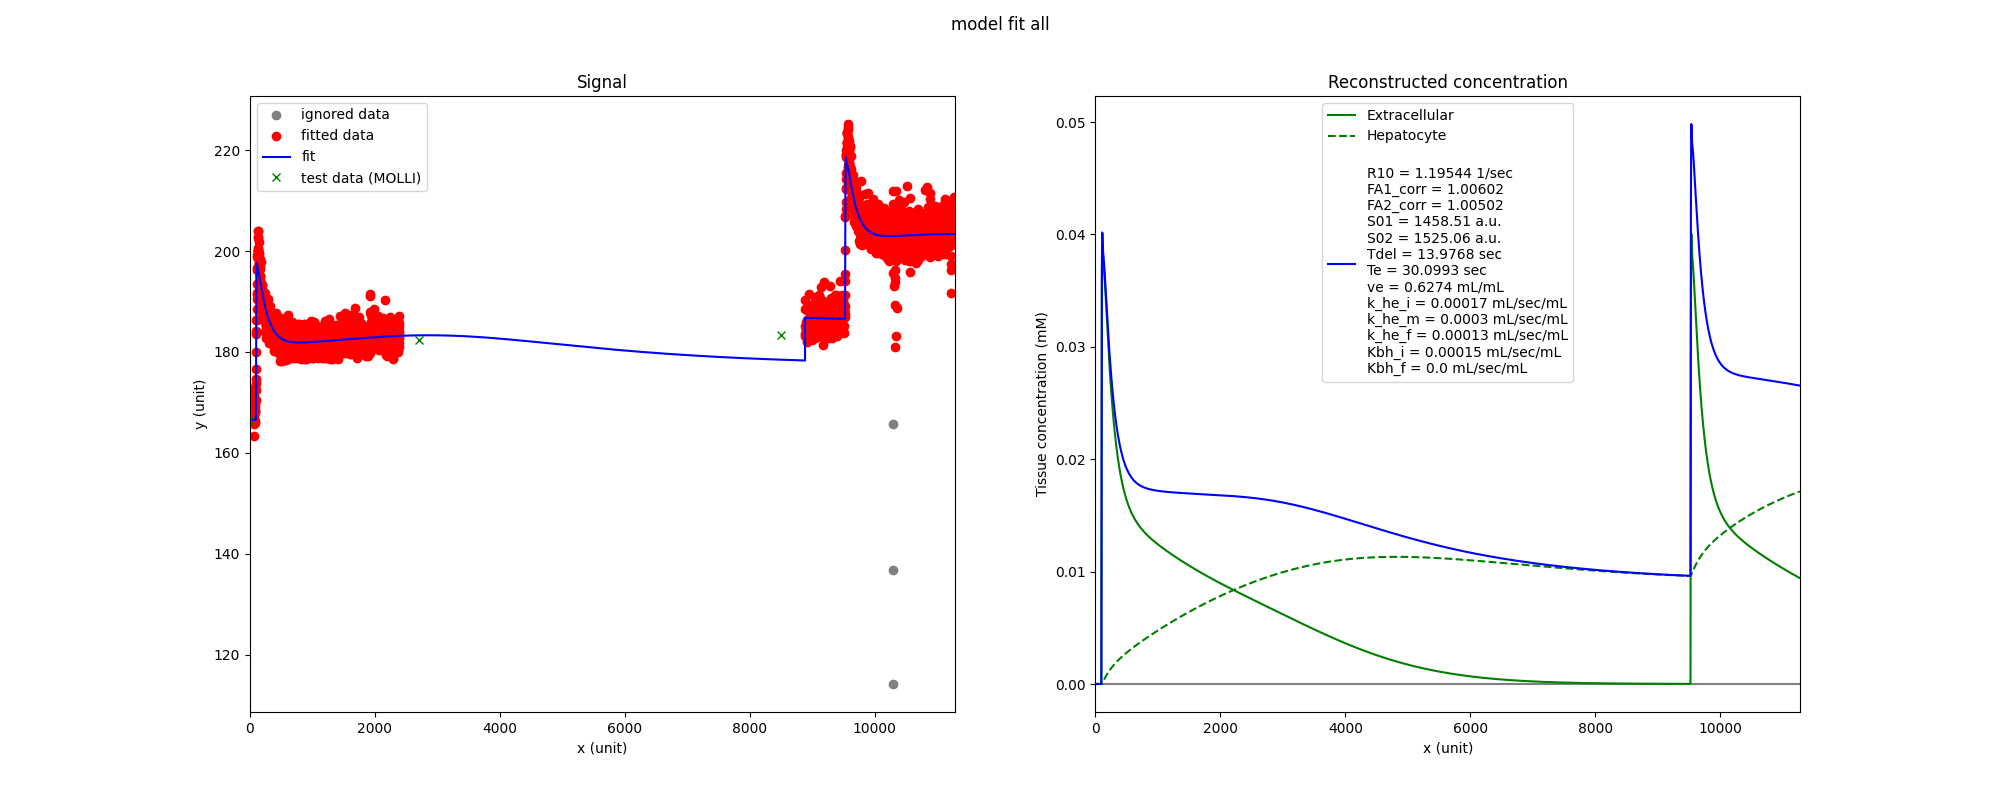 model fit all
Signal
ignored data
fitted data
fit
test data (MOLLI)
y (unit)
220
200
180
160
140
120
0
2000
4000
6000
8000
10000
x (unit)
Reconstructed concentration
Extracellular
Hepatocyte
R10 = 1.19544 1/sec
FA1_corr = 1.00602
FA2_corr = 1.00502
S01 = 1458.51 a.u.
S02 = 1525.06 a.u.
Tdel = 13.9768 sec
Te = 30.0993 sec
ve = 0.6274 mL/mL
k_he_i = 0.00017 mL/sec/mL
k_he_m = 0.0003 mL/sec/mL
k_he_f = 0.00013 mL/sec/mL
Kbh_i = 0.00015 mL/sec/mL
Kbh_f = 0.0 mL/sec/mL
Tissue concentration (mM)
0.05
0.04
0.03
0.02
0.01
0.00
0
2000
4000
6000
8000
10000
x (unit)